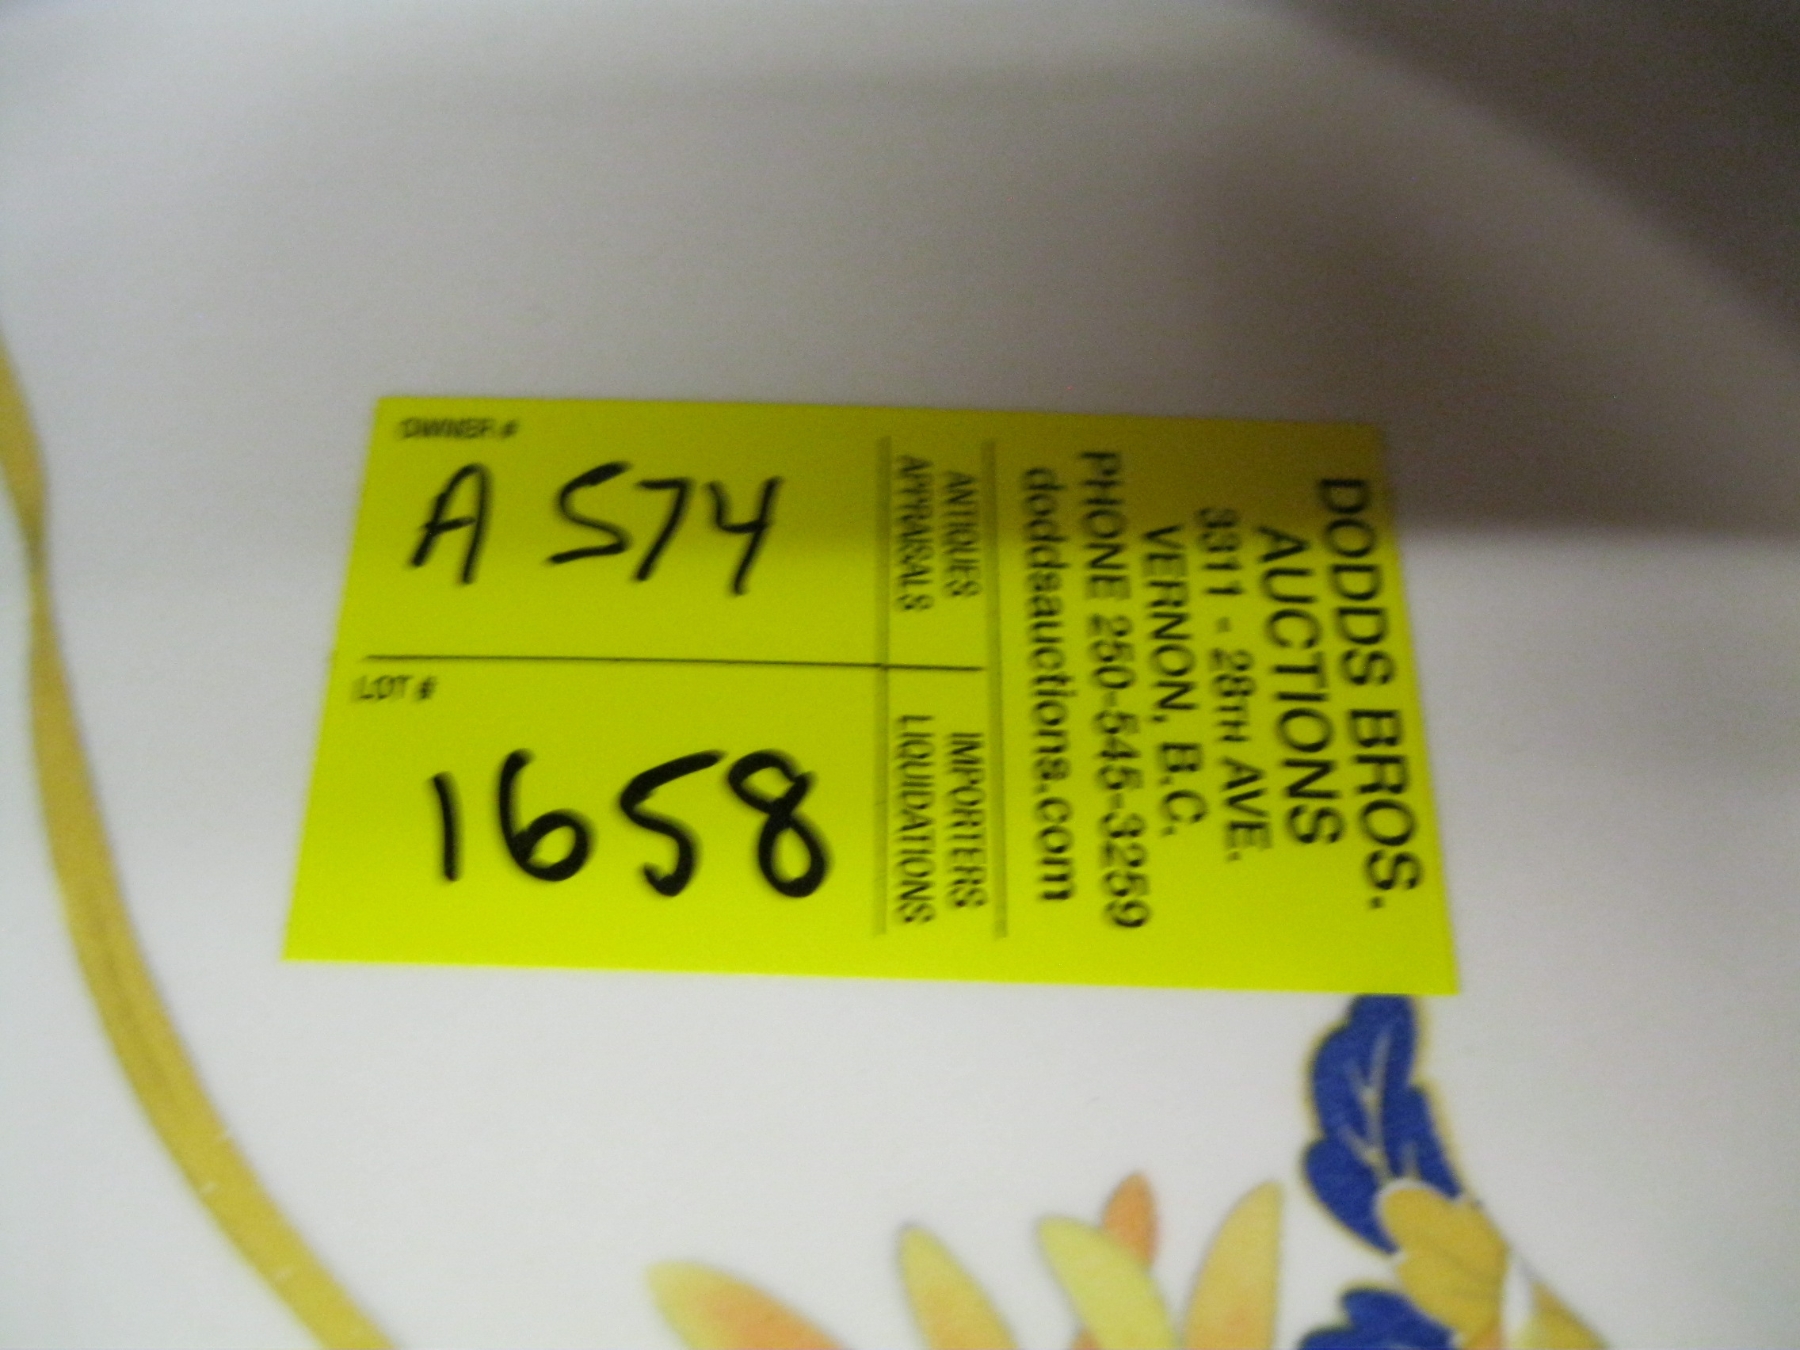 OWNER #
A 574
LOT #
1658
ANTIQUES
APPRAISALS
IMPORTERS
LIQUIDATIONS
DODDS BROS.
AUCTIONS
3311 - 28TH AVE.
VERNON, B.C.
PHONE 250-545-3259
doddsauctions.com